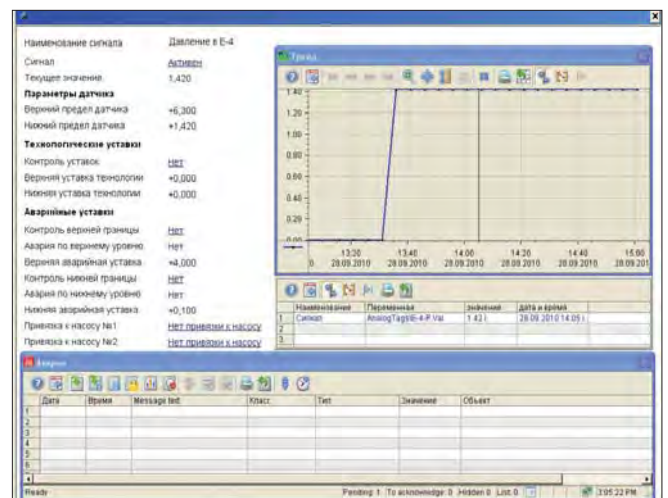 Наименование сигнала Давление в Е-4
Сигнал Активен
Текущее значение 1,420
Параметры датчика
Верхний предел датчика +6,300
Нижний предел датчика +1,420
Технологические уставки
Контроль уставок Нет
Верхняя уставка технологии +0,000
Нижняя уставка технологии +0,000
Аварийные уставки
Контроль верхней границы Нет
Авария по верхнему уровню Нет
Верхняя аварийная уставка +4,000
Контроль нижней границы Нет
Авария по нижнему уровню Нет
Нижняя аварийная уставка +0,100
Привязка к насосу №1 Нет привязки к насосу
Привязка к насосу №2 Нет привязки к насосу
Тренд
1.40
1.20
1.00
0.80
0.60
0.40
0.20
0.00
13:20 13:40 14:00 14:20 14:40 15:00
28.09.2010 28.09.2010 28.09.2010 28.09.2010 28.09.2010 28.09.201
Наименование Переменная значение дата и время
1 Сигнал 28.09.2010 14:05
2
3
Аварии
Дата Время Message text Класс Тип Значение Объект
1
2
3
4
5
6
Ready Pending: 1 To acknowledge: 0 Hidden: 0 List: 0 3:05:22 PM